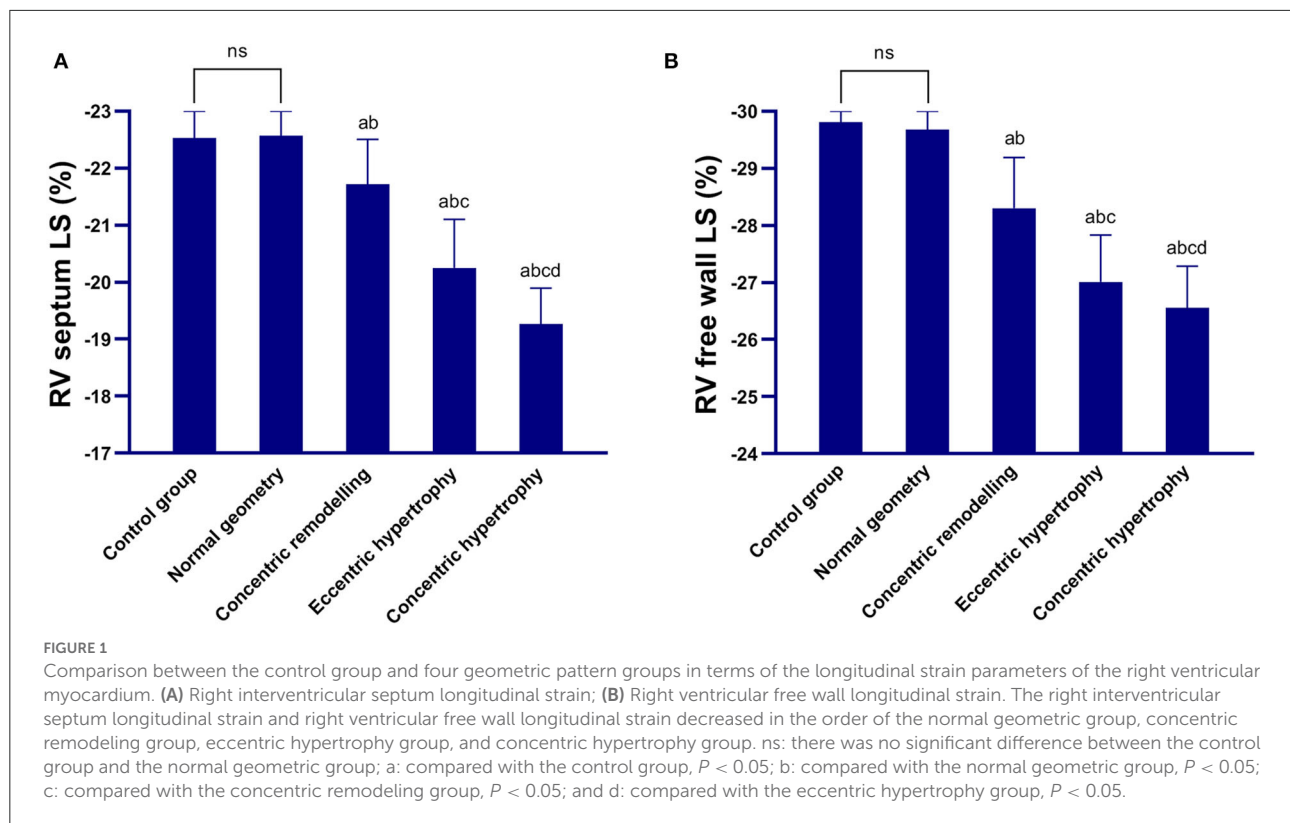 A
ns
RV septum LS (%)
-23
-22
-21
-20
-19
-18
-17
ab
abc
abcd
Control group
Normal geometry
Concentric remodelling
Eccentric hypertrophy
Concentric hypertrophy
B
ns
RV free wall LS (%)
-30
-29
-28
-27
-26
-25
-24
ab
abc
abcd
Control group
Normal geometry
Concentric remodelling
Eccentric hypertrophy
Concentric hypertrophy
FIGURE 1
Comparison between the control group and four geometric pattern groups in terms of the longitudinal strain parameters of the right ventricular
myocardium. (A) Right interventricular septum longitudinal strain; (B) Right ventricular free wall longitudinal strain. The right interventricular
septum longitudinal strain and right ventricular free wall longitudinal strain decreased in the order of the normal geometric group, concentric
remodeling group, eccentric hypertrophy group, and concentric hypertrophy group. ns: there was no significant difference between the control
group and the normal geometric group; a: compared with the control group, P < 0.05; b: compared with the normal geometric group, P < 0.05;
c: compared with the concentric remodeling group, P < 0.05; and d: compared with the eccentric hypertrophy group, P < 0.05.